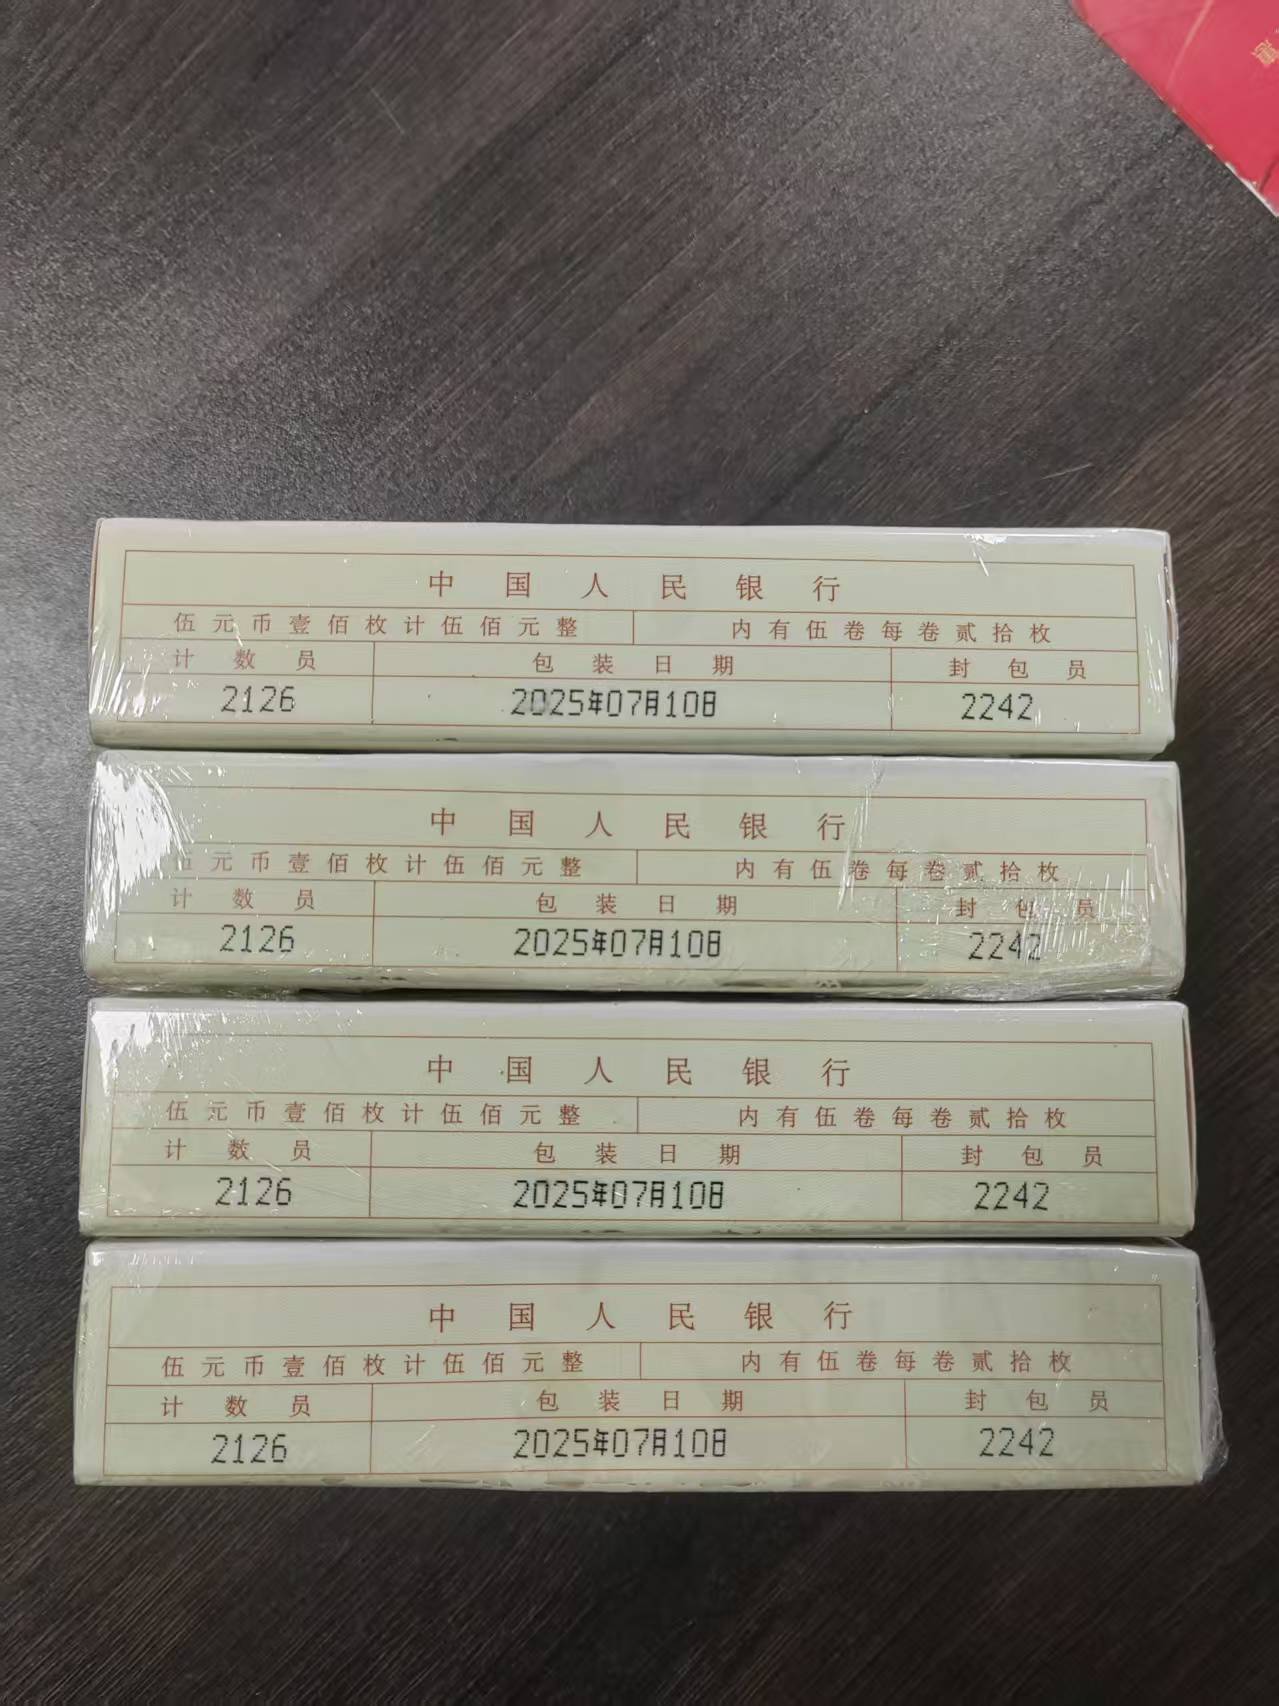 中国人民银行
伍元币壹佰枚计伍佰元整 内有伍卷每卷贰拾枚
计数员 包装日期 封包员
2126 2025年07月10日 2242
中国人民银行
伍元币壹佰枚计伍佰元整 内有伍卷每卷贰拾枚
计数员 包装日期 封包员
2126 2025年07月10日 2242
中国人民银行
伍元币壹佰枚计伍佰元整 内有伍卷每卷贰拾枚
计数员 包装日期 封包员
2126 2025年07月10日 2242
中国人民银行
伍元币壹佰枚计伍佰元整 内有伍卷每卷贰拾枚
计数员 包装日期 封包员
2126 2025年07月10日 2242